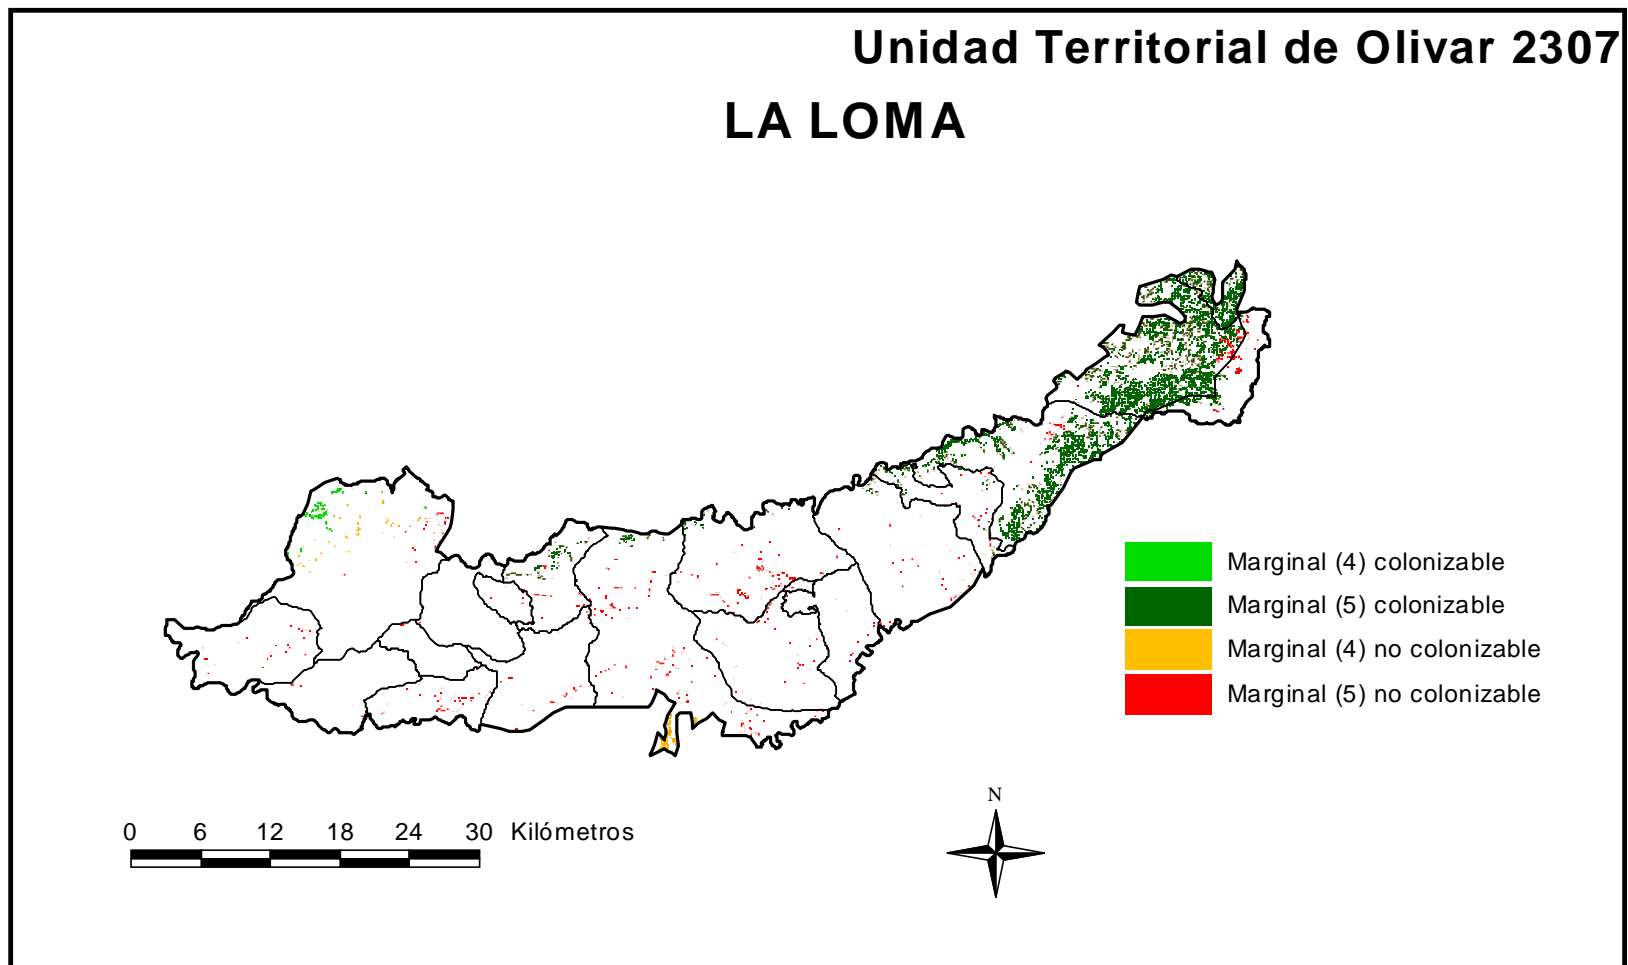 Unidad Territorial de Olivar 2307
LA LOMA
Marginal (4) colonizable
Marginal (5) colonizable
Marginal (4) no colonizable
Marginal (5) no colonizable
N
0 6 12 18 24 30 Kilómetros